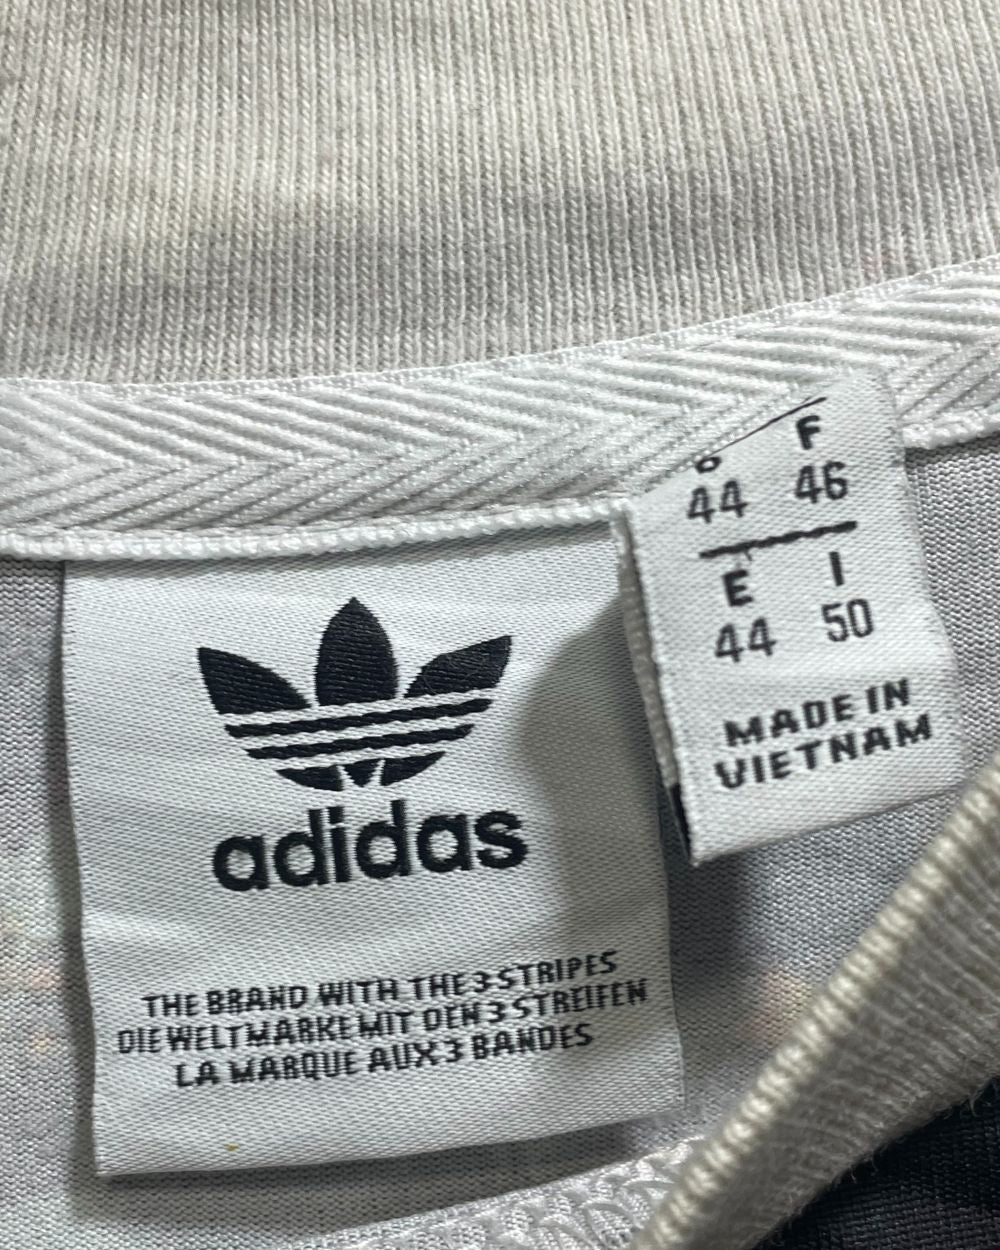 adidas
THE BRAND WITH THE 3 STRIPES
DIE WELTMARKE MIT DEN 3 STREIFEN
LA MARQUE AUX 3 BANDES
F
44 46
E I
44 50
MADE IN
VIETNAM